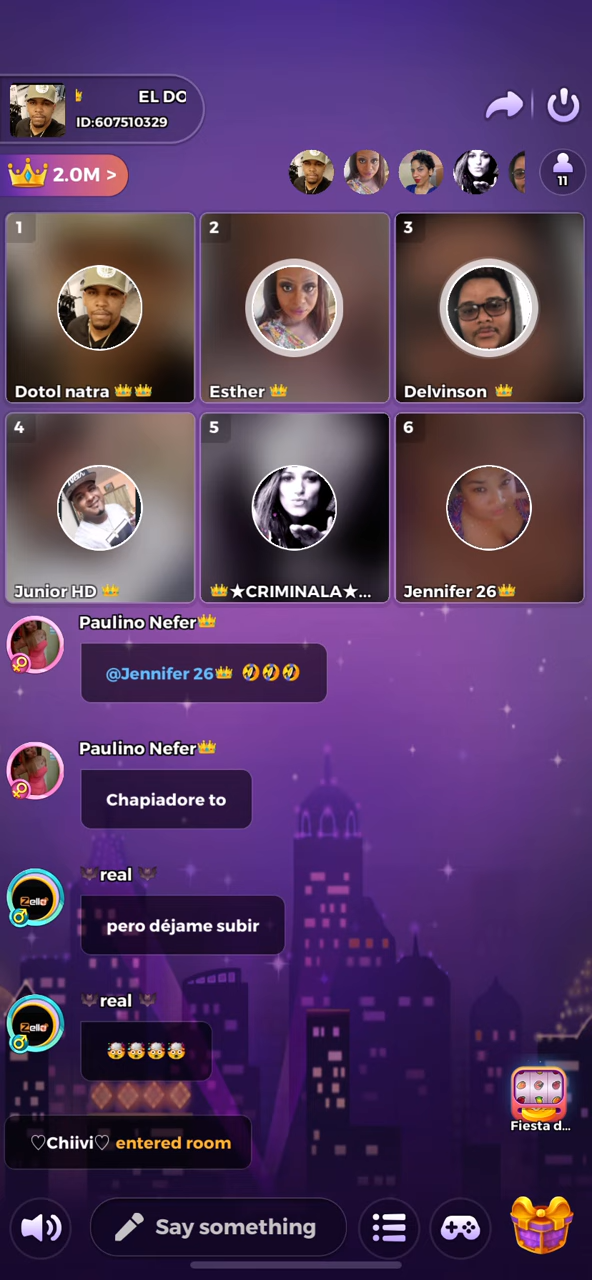 EL DO
ID:607510329
👑 2.0M >
11
1
Dotol natra 👑👑
2
Esther 👑
3
Delvinson 👑
4
Junior HD 👑
5
👑★CRIMINALA★...
6
Jennifer 26👑
Paulino Nefer👑
@Jennifer 26👑 🤣🤣🤣
Paulino Nefer👑
Chapiadore to
🦇real 🦇
Zello
pero déjame subir
🦇real 🦇
Zello
🤯🤯🤯🤯
Fiesta d...
♡Chiivi♡ entered room
Say something